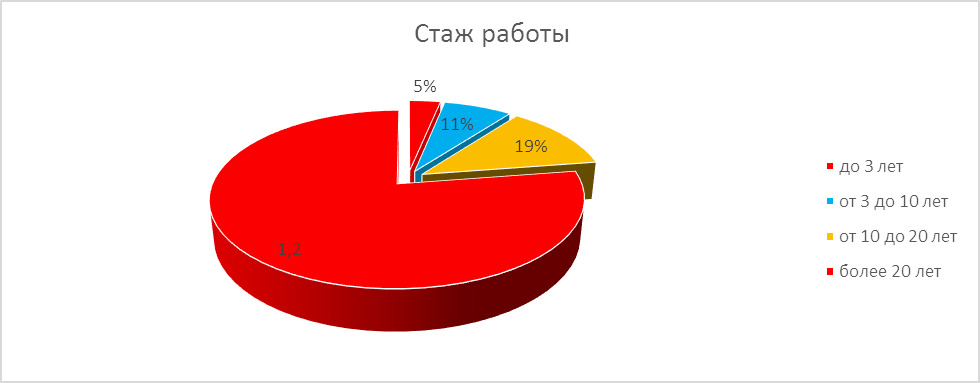 Стаж работы
5%
11%
19%
1,2
до 3 лет
от 3 до 10 лет
от 10 до 20 лет
более 20 лет